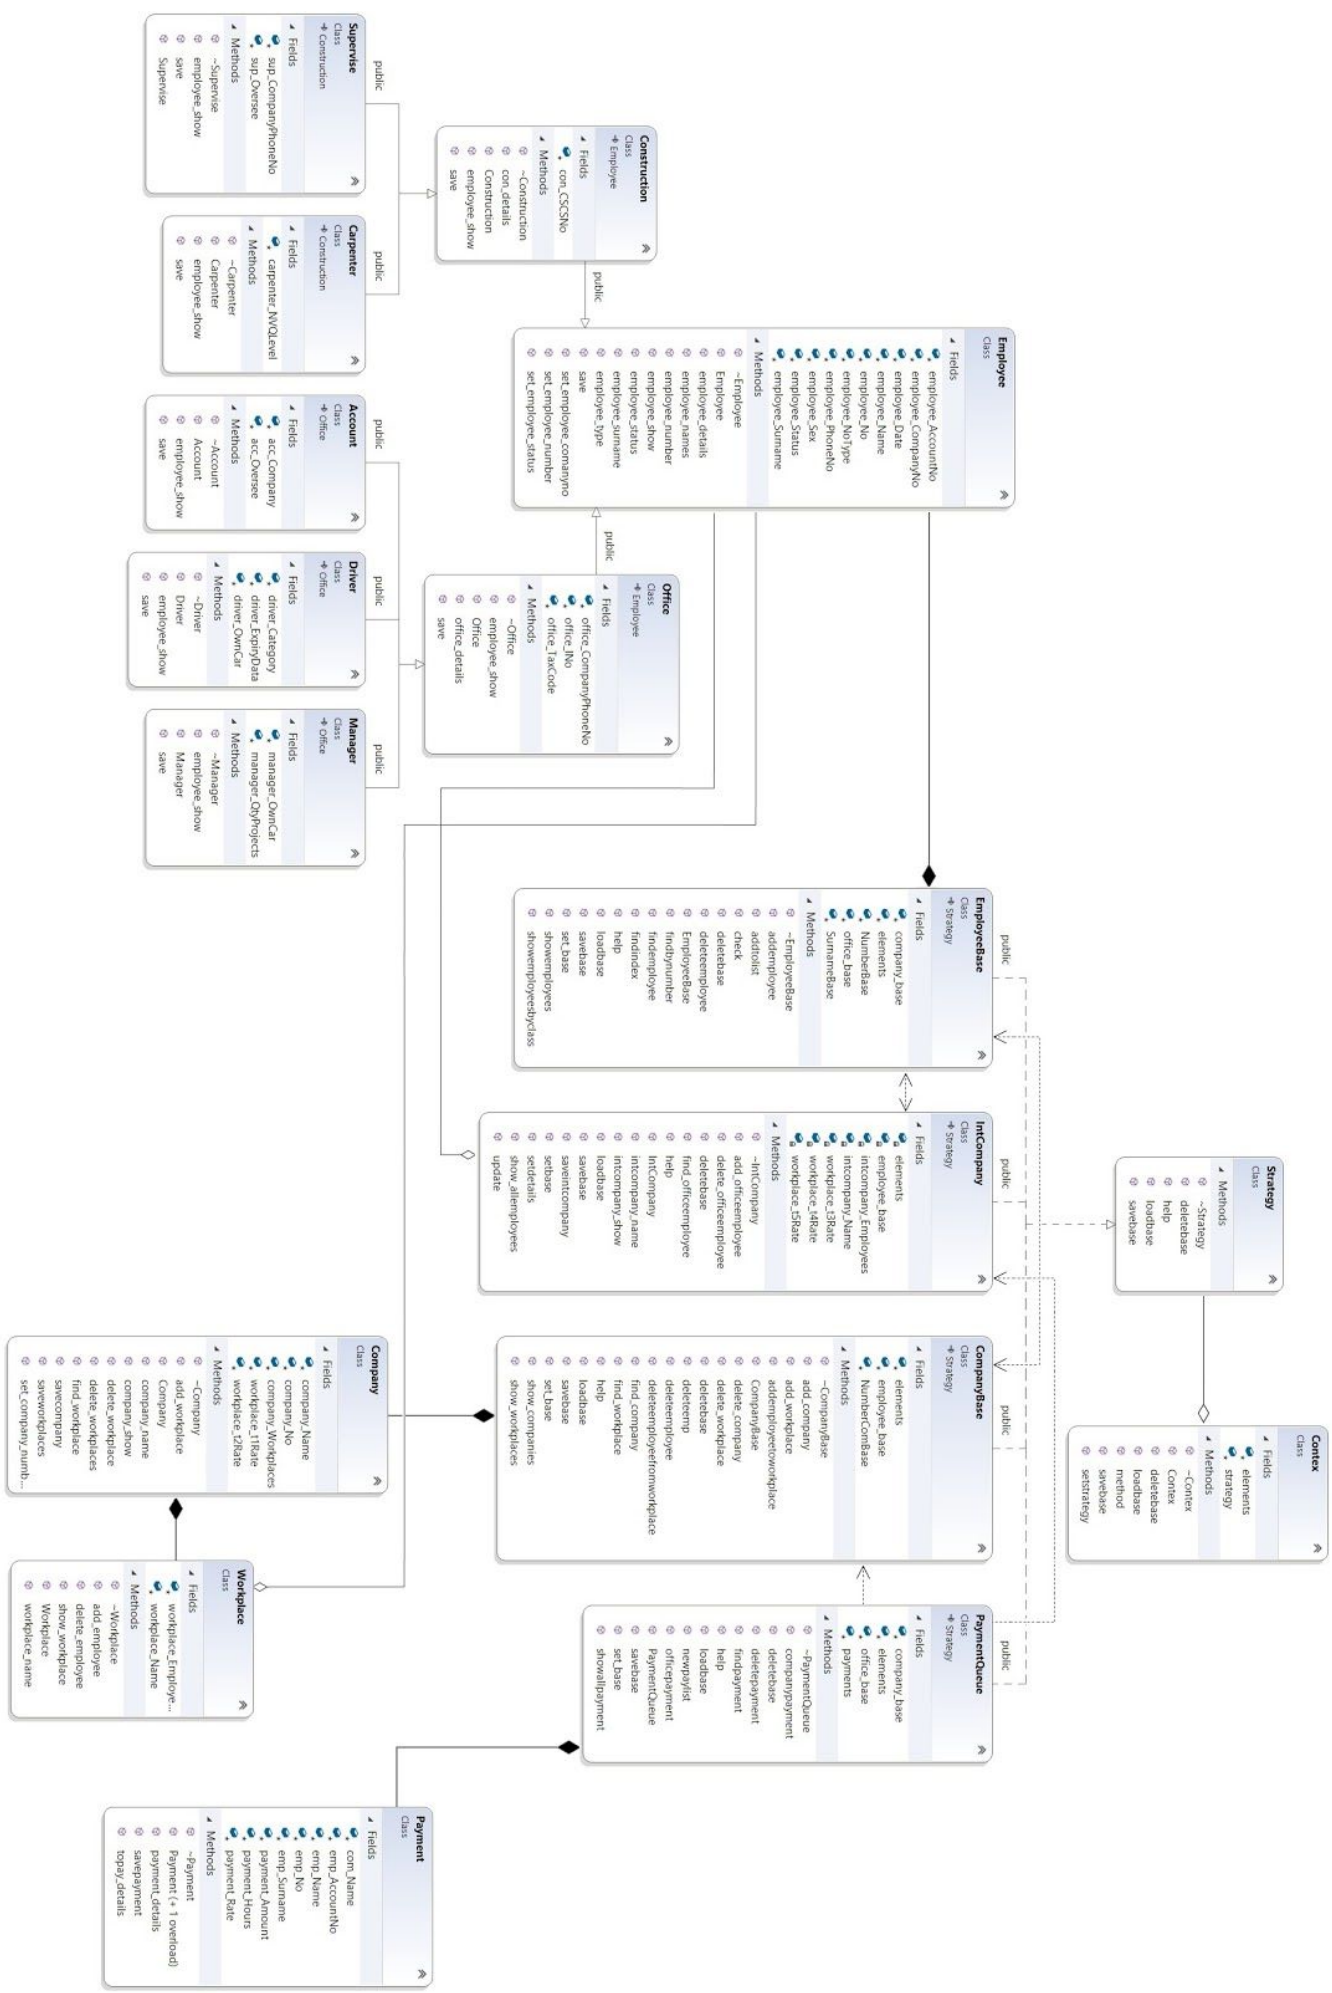 Strategy
Class
Methods
~Strategy
deletebase
help
loadbase
savebase
Contex
Class
Fields
elements
strategy
Methods
~Contex
Contex
deletebase
loadbase
method
savebase
setstrategy
Employee
Class
Fields
employee_AccountNo
employee_CompanyNo
employee_Date
employee_Name
employee_No
employee_NoType
employee_PhoneNo
employee_Sex
employee_Status
employee_Surname
Methods
~Employee
Employee
employee_details
employee_names
employee_number
employee_show
employee_status
employee_surname
employee_type
save
set_employee_comanyno
set_employee_number
set_employee_status
public
EmployeeBase
Class
Strategy
Fields
company_base
elements
NumberBase
office_base
SurnameBase
Methods
~EmployeeBase
addemployee
addtolist
check
deletebase
deleteemployee
EmployeeBase
findbynumber
findemployee
findindex
help
loadbase
savebase
set_base
showemployees
showemployeesbyclass
public
IntCompany
Class
Strategy
Fields
elements
employee_base
intcompany_Employees
intcompany_Name
workplace_t3Rate
workplace_t4Rate
workplace_t5Rate
Methods
~IntCompany
add_officeemployee
delete_officeemployee
deletebase
find_officeemployee
help
IntCompany
intcompany_name
intcompany_show
loadbase
savebase
saveintcompany
setbase
setdetails
show_allemployees
update
public
CompanyBase
Class
Strategy
Fields
elements
employee_base
NumberComBase
Methods
~CompanyBase
add_company
add_workplace
addemployeetoworkplace
CompanyBase
delete_company
delete_workplace
deletebase
deleteemp
deleteemployee
deleteemployeefromworkplace
find_company
find_workplace
help
loadbase
savebase
set_base
show_companies
show_workplaces
public
PaymentQueue
Class
Strategy
Fields
company_base
elements
office_base
payments
Methods
~PaymentQueue
companypayment
deletebase
deletepayment
findpayment
help
loadbase
newpaylist
officepayment
PaymentQueue
savebase
set_base
showallpayment
Construction
Class
Employee
Fields
con_CSCSNo
Methods
~Construction
con_details
Construction
employee_show
save
public
Office
Class
Employee
Fields
office_CompanyPhoneNo
office_INo
office_TaxCode
Methods
~Office
employee_show
Office
office_details
save
public
public
Supervise
Class
Construction
Fields
sup_CompanyPhoneNo
sup_Oversee
Methods
~Supervise
employee_show
save
Supervise
public
Carpenter
Class
Construction
Fields
carpenter_NVQLevel
Methods
~Carpenter
Carpenter
employee_show
save
public
Account
Class
Office
Fields
acc_Company
acc_Oversee
Methods
~Account
Account
employee_show
save
public
Driver
Class
Office
Fields
driver_Category
driver_ExpiryData
driver_OwnCar
Methods
~Driver
Driver
employee_show
save
public
Manager
Class
Office
Fields
manager_OwnCar
manager_QtyProjects
Methods
~Manager
employee_show
Manager
save
public
Company
Class
Fields
company_Name
company_No
company_Workplaces
workplace_t1Rate
workplace_t2Rate
Methods
~Company
add_workplace
Company
company_name
company_show
delete_workplace
delete_workplaces
find_workplace
savecompany
saveworkplaces
set_company_numb...
Workplace
Class
Fields
workplace_Employe...
workplace_Name
Methods
~Workplace
add_employee
delete_employee
show_workplace
Workplace
workplace_name
Payment
Class
Fields
com_Name
emp_AccountNo
emp_Name
emp_No
emp_Surname
payment_Amount
payment_Hours
payment_Rate
Methods
~Payment
Payment (+ 1 overload)
payment_details
savepayment
topay_details